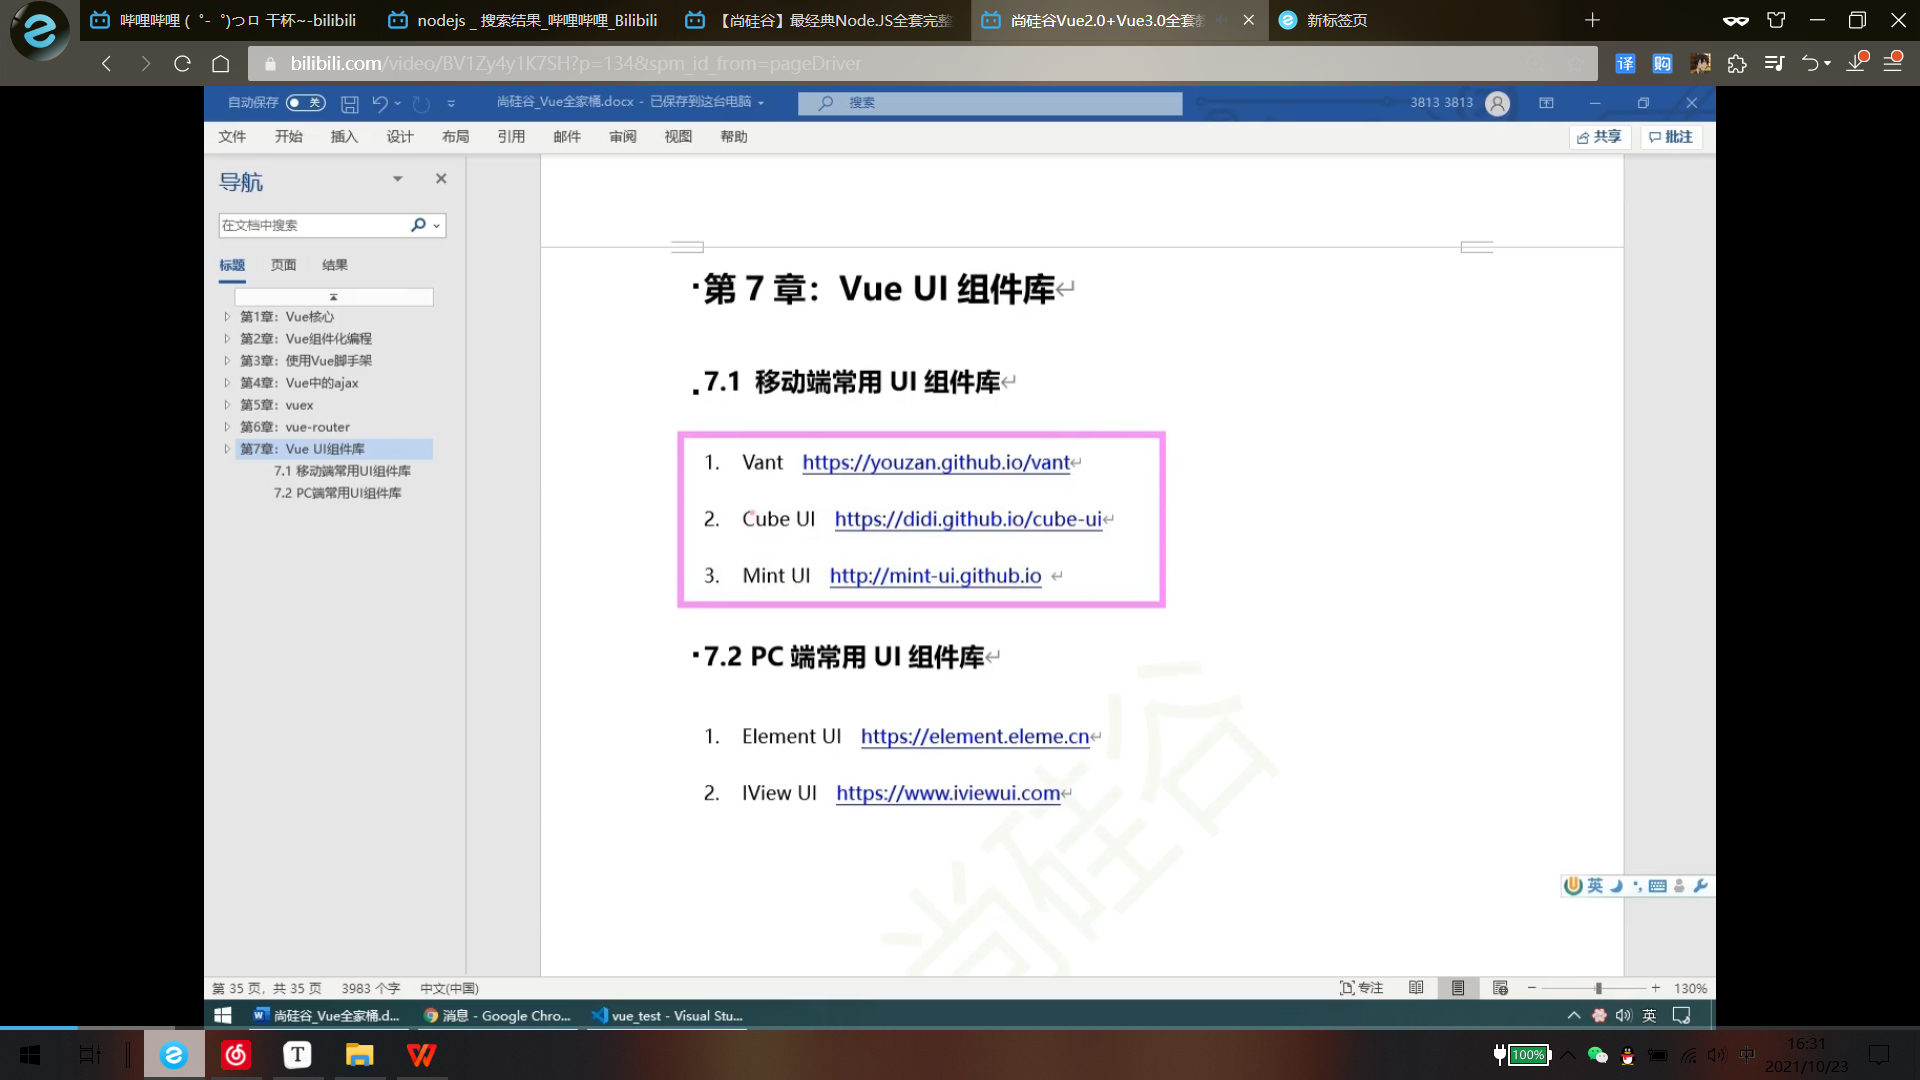 哔哩哔哩 (゜-゜)つロ 干杯~-bilibili
nodejs _ 搜索结果_哔哩哔哩_Bilibili
【尚硅谷】最经典Node.JS全套完整
尚硅谷Vue2.0+Vue3.0全套教
新标签页
bilibili.com/video/BV1Zy4y1K7SH?p=134&spm_id_from=pageDriver
译
购
自动保存 关
尚硅谷_Vue全家桶.docx - 已保存到这台电脑
搜索
3813 3813
文件 开始 插入 设计 布局 引用 邮件 审阅 视图 帮助
共享 批注
导航
在文档中搜索
标题 页面 结果
第1章：Vue核心
第2章：Vue组件化编程
第3章：使用Vue脚手架
第4章：Vue中的ajax
第5章：vuex
第6章：vue-router
第7章：Vue UI组件库
7.1 移动端常用UI组件库
7.2 PC端常用UI组件库
第 7 章：Vue UI 组件库
7.1 移动端常用 UI 组件库
1. Vant https://youzan.github.io/vant
2. Cube UI https://didi.github.io/cube-ui
3. Mint UI http://mint-ui.github.io
7.2 PC 端常用 UI 组件库
1. Element UI https://element.eleme.cn
2. IView UI https://www.iviewui.com
尚硅谷
英
第 35 页，共 35 页 3983 个字 中文(中国)
专注
130%
尚硅谷_Vue全家桶.d...
消息 - Google Chro...
vue_test - Visual Stu...
英
T
100%
中
16:31
2021/10/23